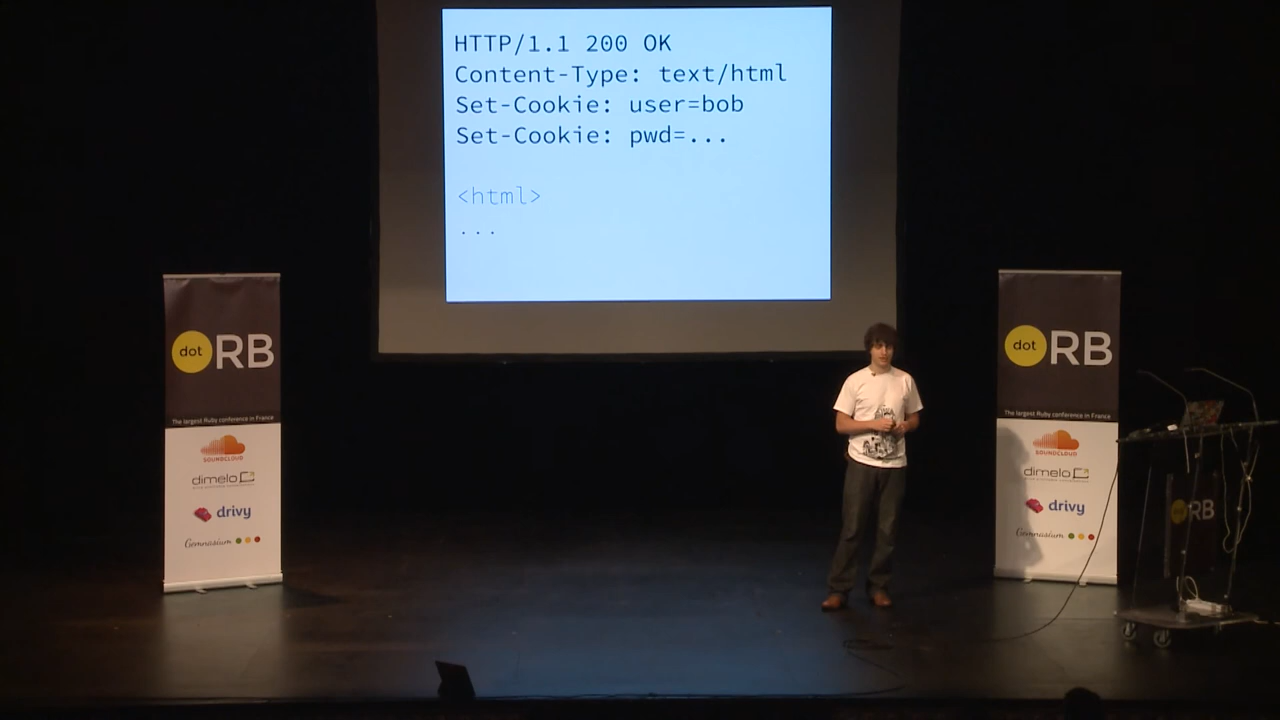 HTTP/1.1 200 OK
Content-Type: text/html
Set-Cookie: user=bob
Set-Cookie: pwd=...
<html>
...
dot RB
The largest Ruby conference in France
SOUNDCLOUD
dimelo
drivy
Gemnasium
dot RB
The largest Ruby conference in France
SOUNDCLOUD
dimelo
drivy
Gemnasium
RB